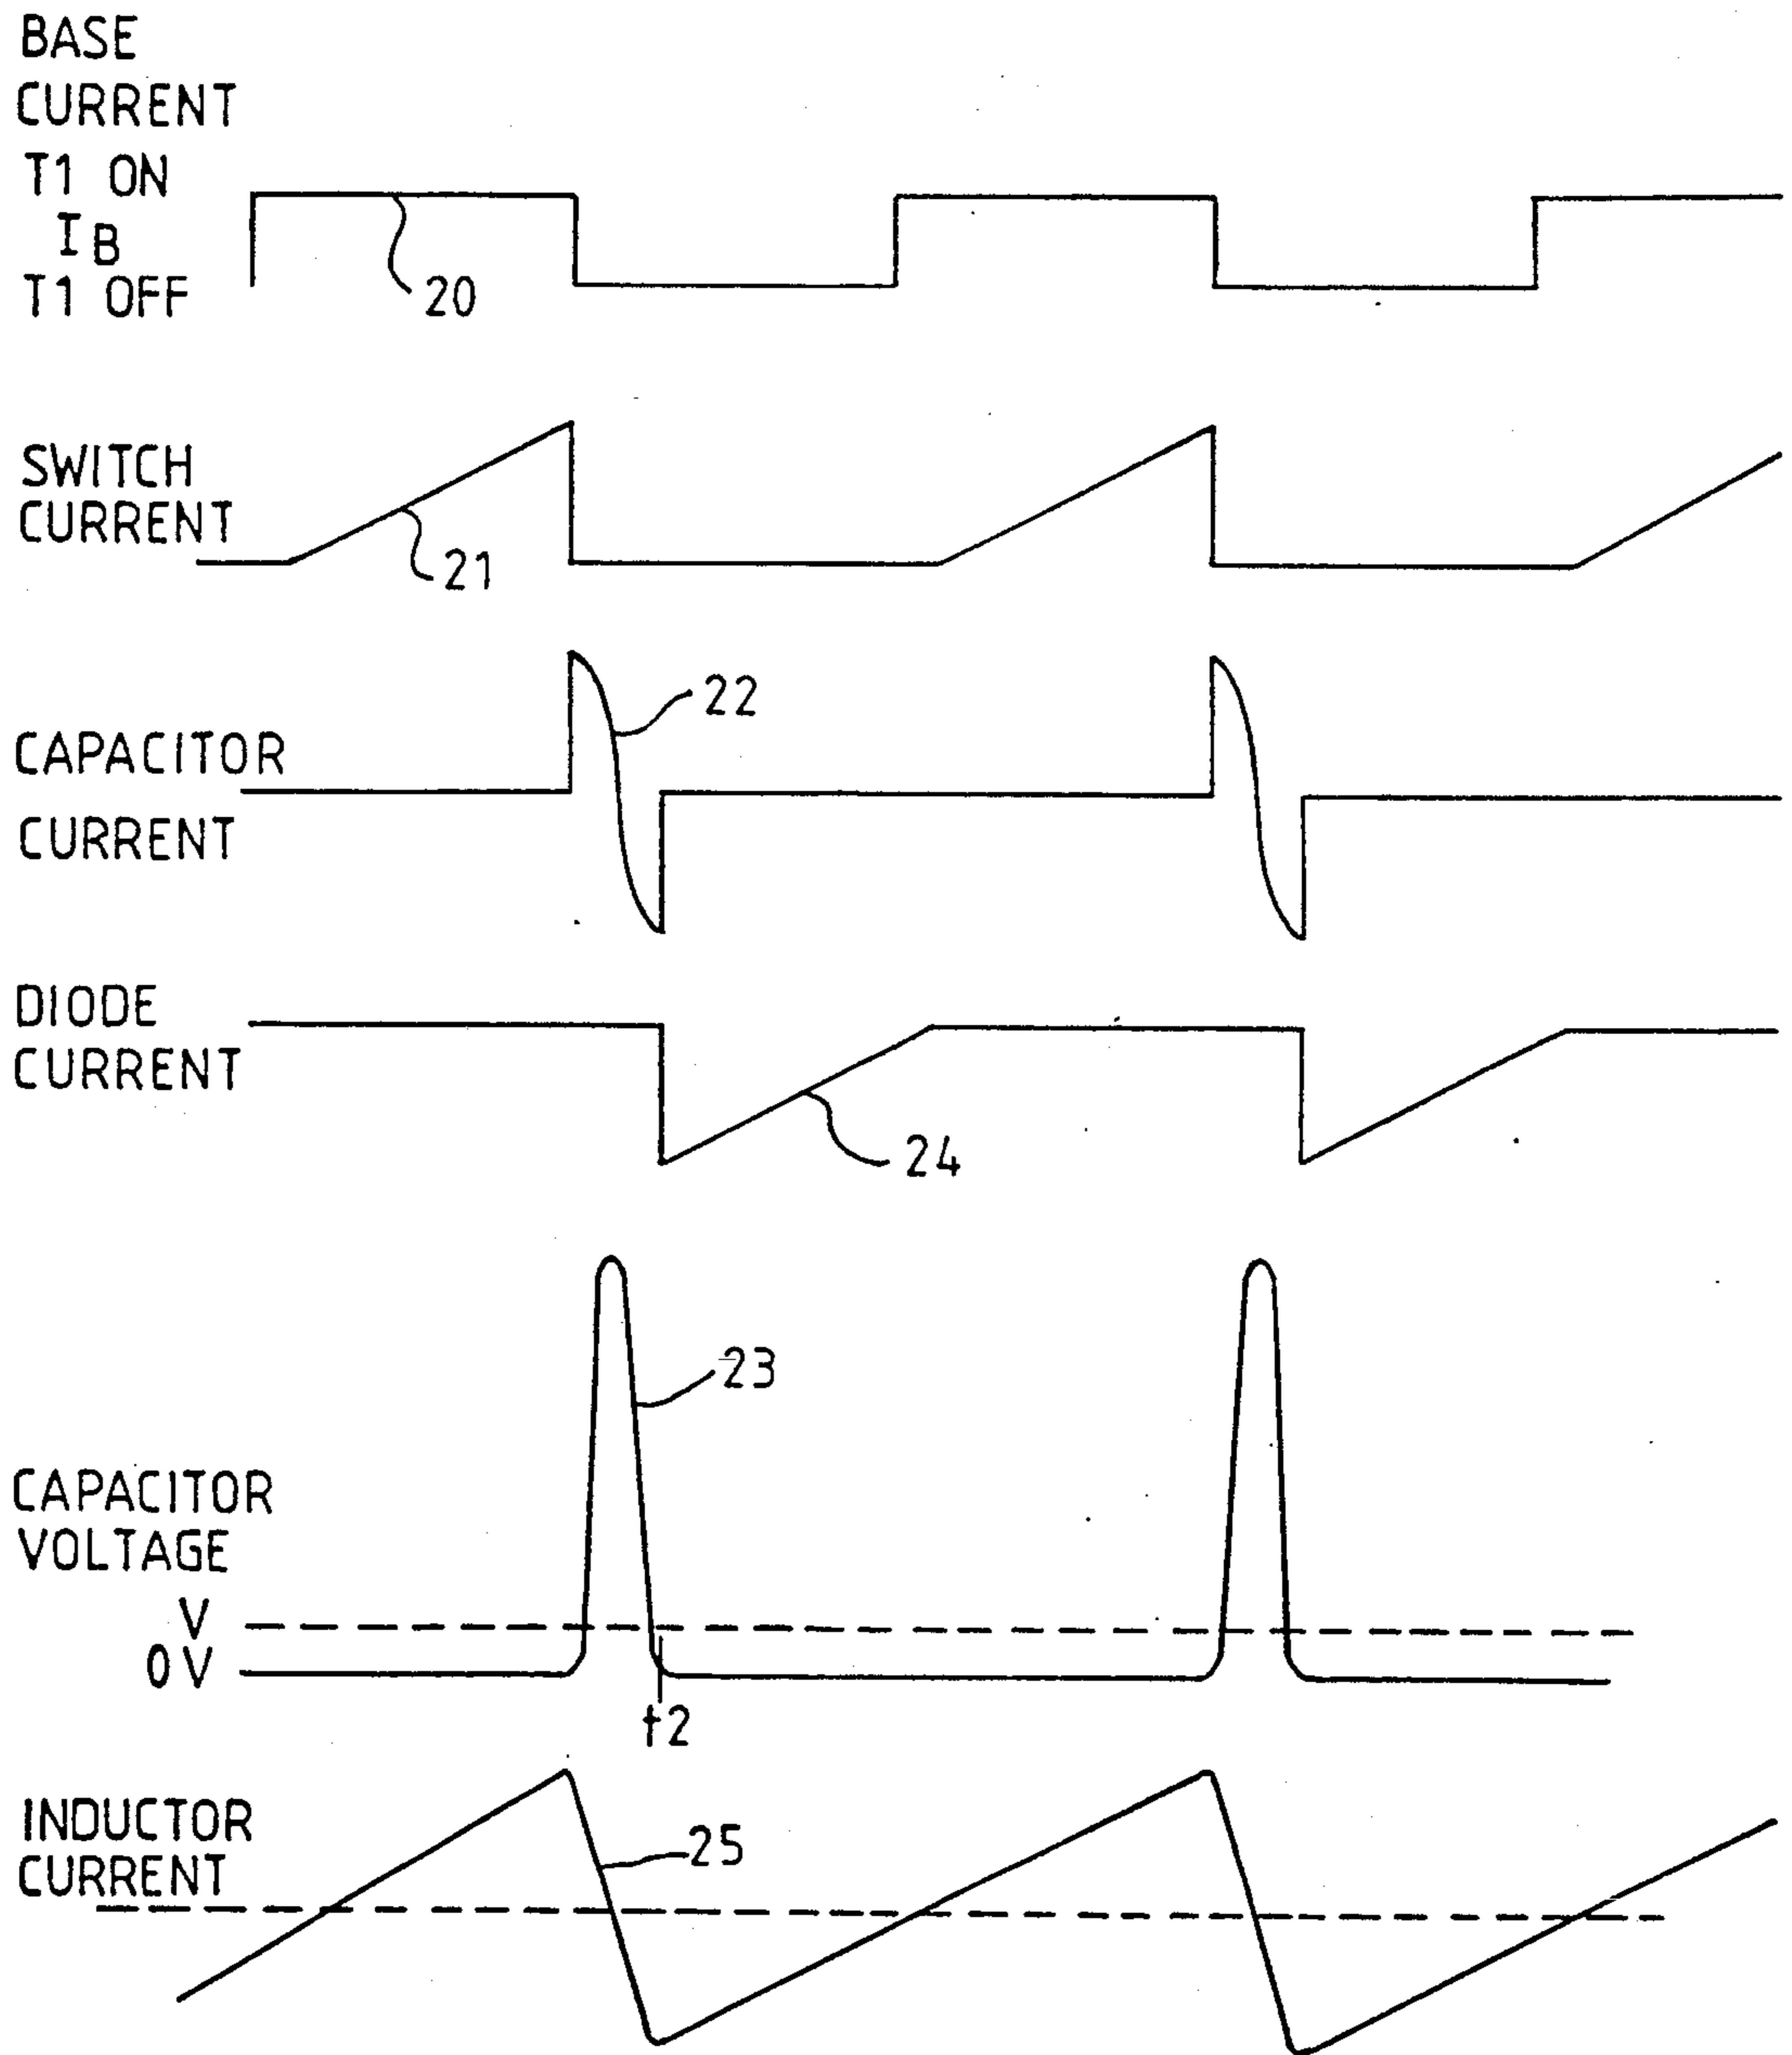 BASE
CURRENT
T1 ON
IB
T1 OFF
20
SWITCH
CURRENT
21
22
CAPACITOR
CURRENT
DIODE
CURRENT
24
23
CAPACITOR
VOLTAGE
V
0V
t2
INDUCTOR
CURRENT
25